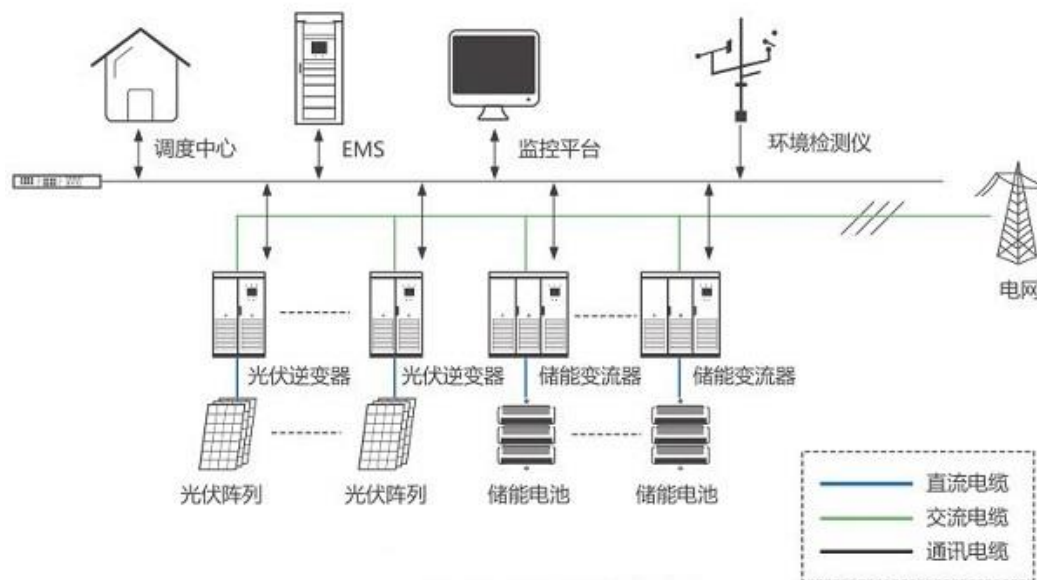 调度中心
EMS
监控平台
环境检测仪
电网
光伏逆变器
光伏逆变器
储能变流器
储能变流器
光伏阵列
光伏阵列
储能电池
储能电池
直流电缆
交流电缆
通讯电缆